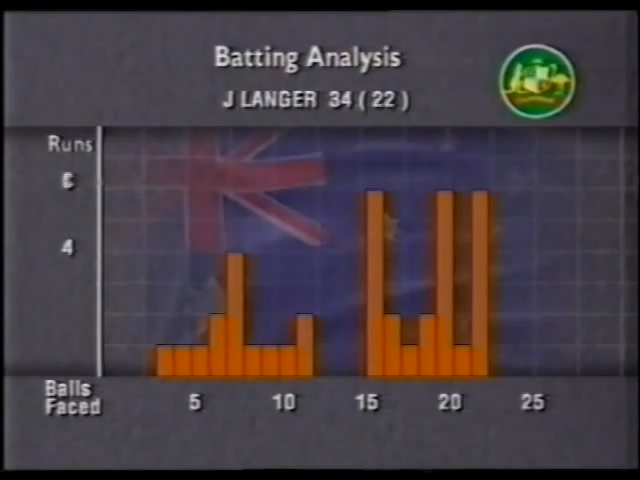 Batting Analysis
J LANGER 34 ( 22 )
Runs
6
4
Balls
Faced
5 10 15 20 25